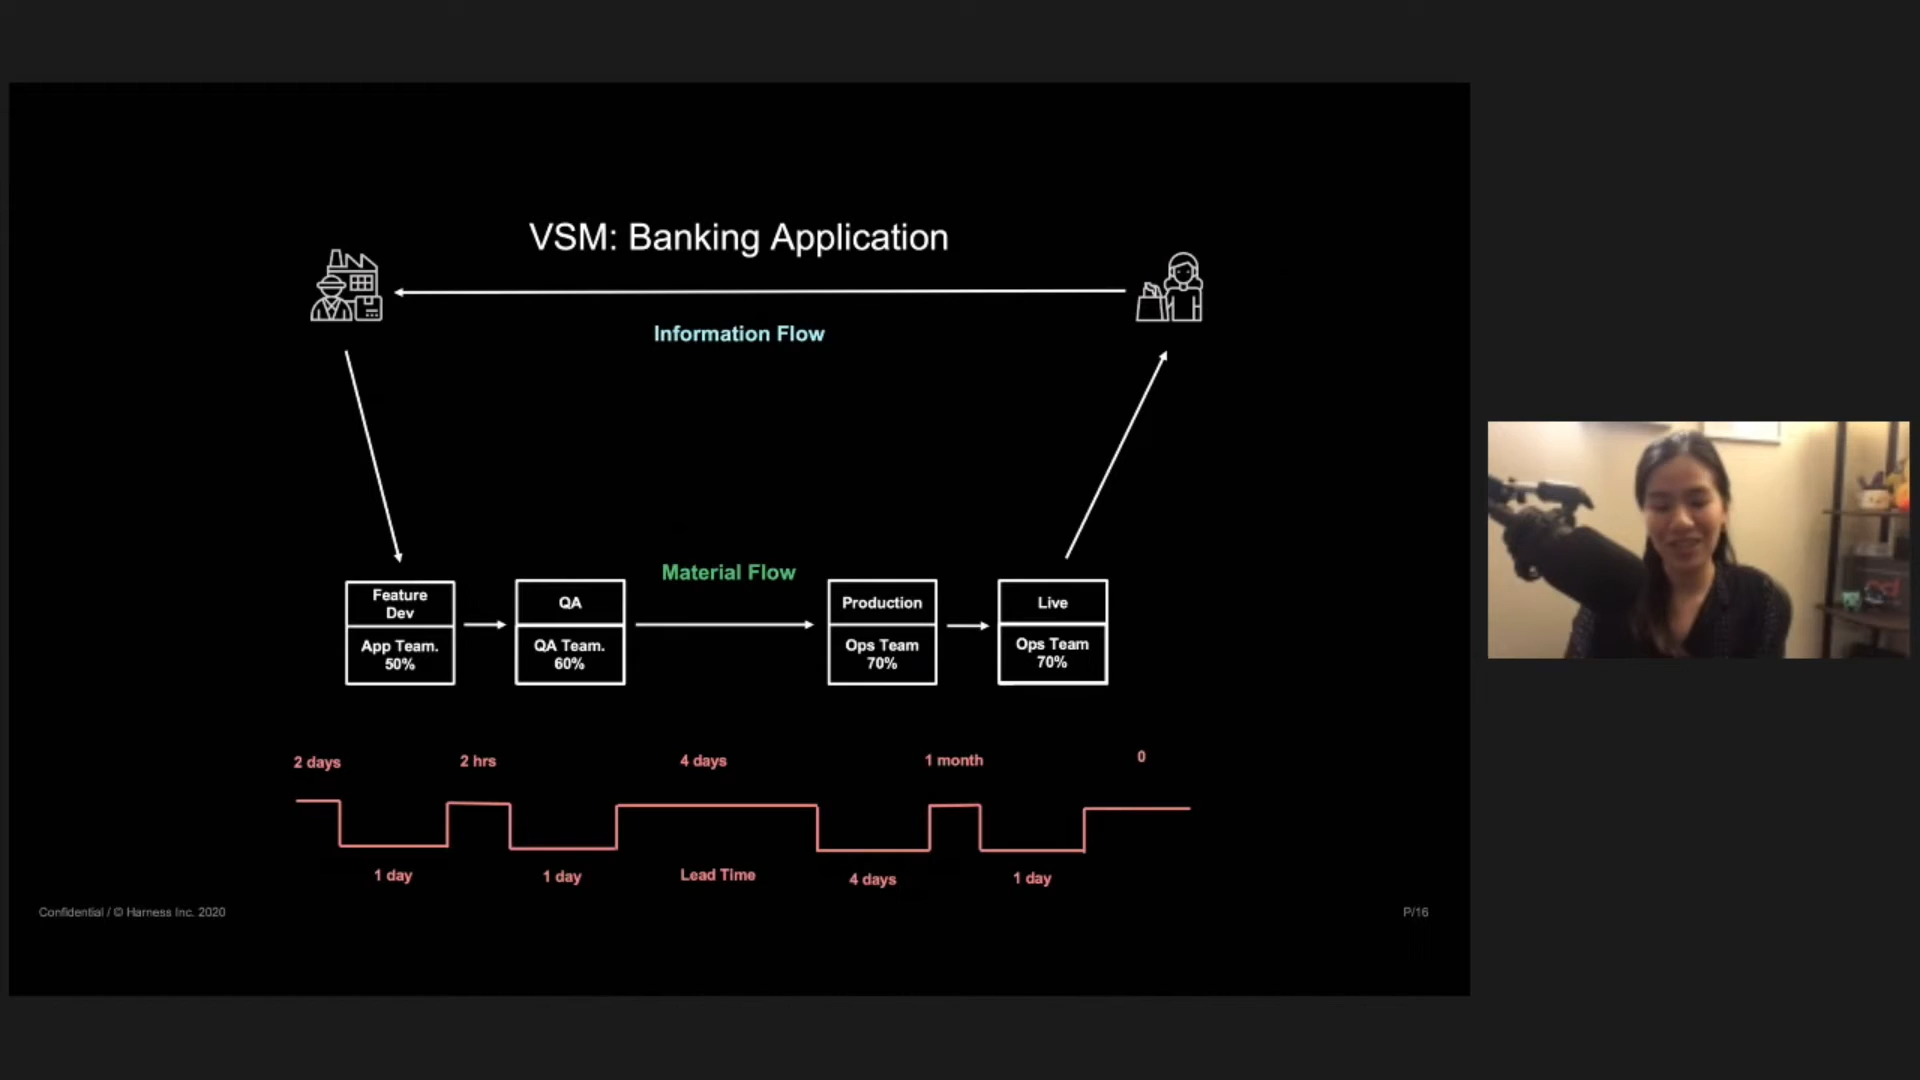 VSM: Banking Application
Information Flow
Material Flow
Feature
Dev
App Team.
50%
QA
QA Team.
60%
Production
Ops Team
70%
Live
Ops Team
70%
2 days
2 hrs
4 days
1 month
0
1 day
1 day
Lead Time
4 days
1 day
Confidential / © Harness Inc. 2020
P/16
cd